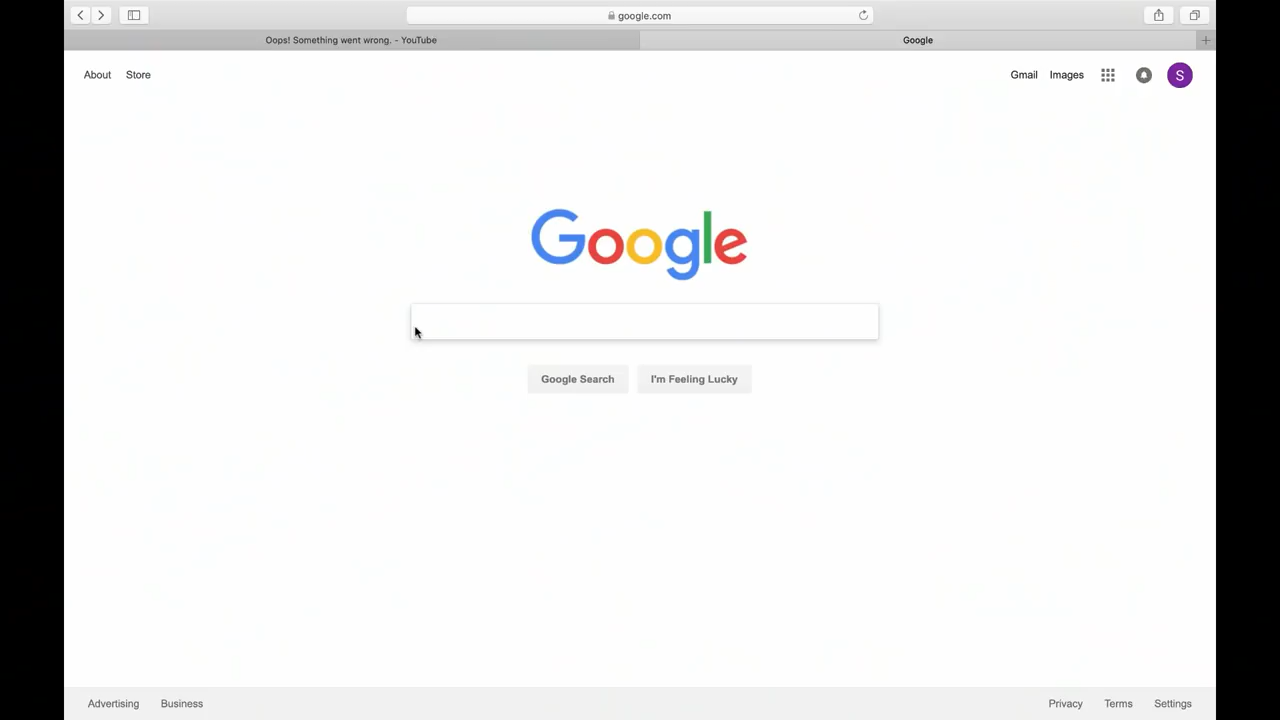 google.com
Oops! Something went wrong. - YouTube
Google
About Store
Gmail Images
S
Google
Google Search
I'm Feeling Lucky
Advertising Business
Privacy Terms Settings